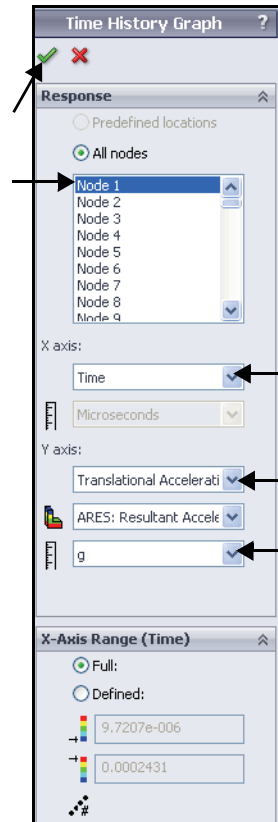 Time History Graph ?
Response
Predefined locations
All nodes
Node 1
Node 2
Node 3
Node 4
Node 5
Node 6
Node 7
Node 8
Node 9
X axis:
Time
Microseconds
Y axis:
Translational Accelerati
ARES: Resultant Accele
g
X-Axis Range (Time)
Full:
Defined:
9.7207e-006
0.0002431
#